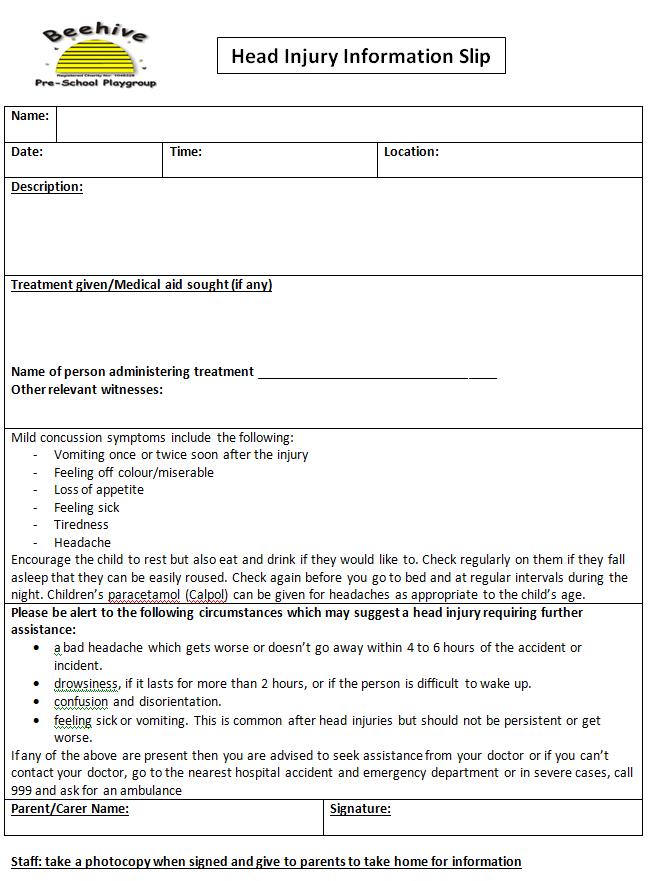 Beehive
Registered Charity No: 1046226
Pre-School Playgroup
Head Injury Information Slip
Name:
Date:
Time:
Location:
Description:
Treatment given/Medical aid sought (if any)
Name of person administering treatment ___________________________________
Other relevant witnesses:
Mild concussion symptoms include the following:
- Vomiting once or twice soon after the injury
- Feeling off colour/miserable
- Loss of appetite
- Feeling sick
- Tiredness
- Headache
Encourage the child to rest but also eat and drink if they would like to. Check regularly on them if they fall
asleep that they can be easily roused. Check again before you go to bed and at regular intervals during the
night. Children’s paracetamol (Calpol) can be given for headaches as appropriate to the child’s age.
Please be alert to the following circumstances which may suggest a head injury requiring further
assistance:
• a bad headache which gets worse or doesn’t go away within 4 to 6 hours of the accident or
incident.
• drowsiness, if it lasts for more than 2 hours, or if the person is difficult to wake up.
• confusion and disorientation.
• feeling sick or vomiting. This is common after head injuries but should not be persistent or get
worse.
If any of the above are present then you are advised to seek assistance from your doctor or if you can’t
contact your doctor, go to the nearest hospital accident and emergency department or in severe cases, call
999 and ask for an ambulance
Parent/Carer Name:
Signature:
Staff: take a photocopy when signed and give to parents to take home for information